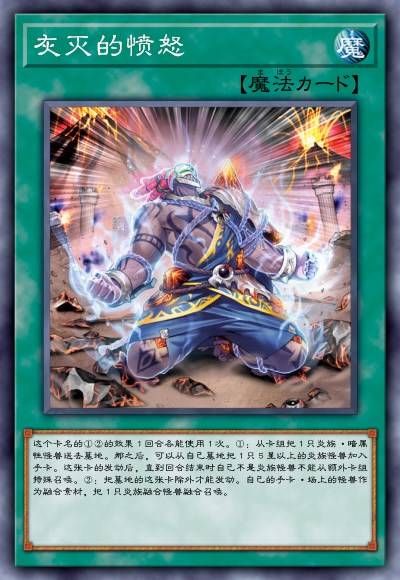 灰灭的愤怒
魔
【魔法カード】
ま ほう
这个卡名的①②的效果1回合各能使用1次。①：从卡组把1只炎族·暗属
性怪兽送去墓地。那之后，可以从自己墓地把1只5星以上的炎族怪兽加入
手卡。这张卡的发动后，直到回合结束时自己不是炎族怪兽不能从额外卡组
特殊召唤。②：把墓地的这张卡除外才能发动。自己的手卡·场上的怪兽作
为融合素材，把1只炎族融合怪兽融合召唤。